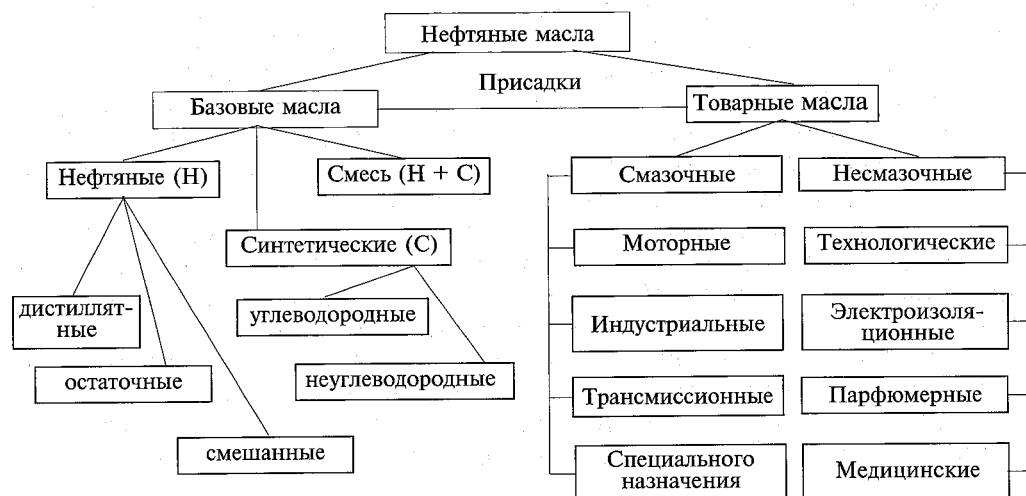 Нефтяные масла
Присадки
Базовые масла
Товарные масла
Нефтяные (Н)
Смесь (Н + С)
Синтетические (С)
дистиллят-
ные
углеводородные
остаточные
неуглеводородные
смешанные
Смазочные
Несмазочные
Моторные
Технологические
Индустриальные
Электроизоля-
ционные
Трансмиссионные
Парфюмерные
Специального
назначения
Медицинские